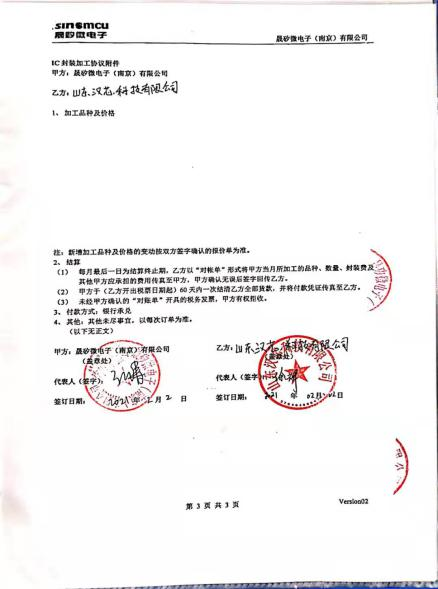 sinomcu
晟矽微电子
晟矽微电子（南京）有限公司
IC 封装加工协议附件
甲方：晟矽微电子（南京）有限公司
乙方：山东汉芯科技有限公司
1、加工品种及价格
注：新增加工品种及价格的变动按双方签字确认的报价单为准。
2、结算
（1） 每月最后一日为结算终止期，乙方以“对帐单”形式将甲方当月所加工的品种、数量、封装费及
其他甲方应承担的费用传真至甲方，甲方确认无误后签字回传乙方。
（2） 甲方于（乙方开出税票日期起）60 天内一次结清乙方全部货款，并将付款凭证传真至乙方。
（3） 未经甲方确认的“对账单”开具的税务发票，甲方有权拒收。
3、付款方式：银行承兑
4、其他：其他未尽事宜，以每次订单为准。
（以下无正文）
甲方：晟矽微电子（南京）有限公司
（盖章处）
代表人（签字）：
签订日期： 2021 年 2 月 2 日
乙方：山东汉芯科技有限公司
（盖章处）
代表人（签字）：
签订日期： 2021 年 02 月 02 日
第 3 页 共 3 页
Version02